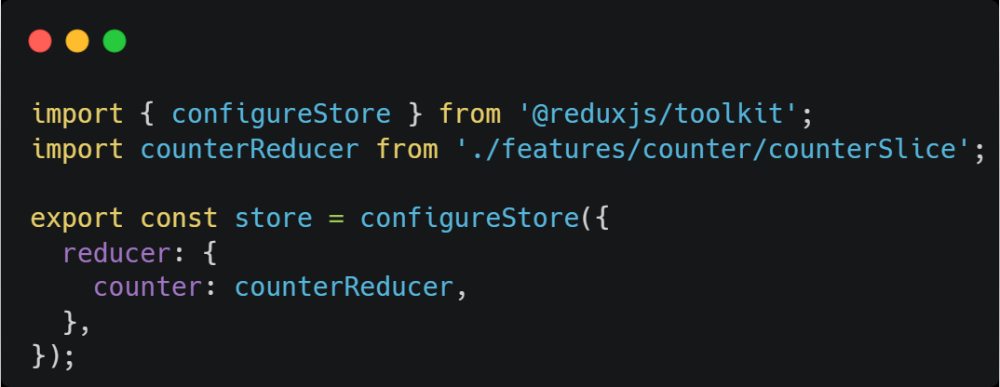 import { configureStore } from '@reduxjs/toolkit';
import counterReducer from './features/counter/counterSlice';

export const store = configureStore({
  reducer: {
    counter: counterReducer,
  },
});